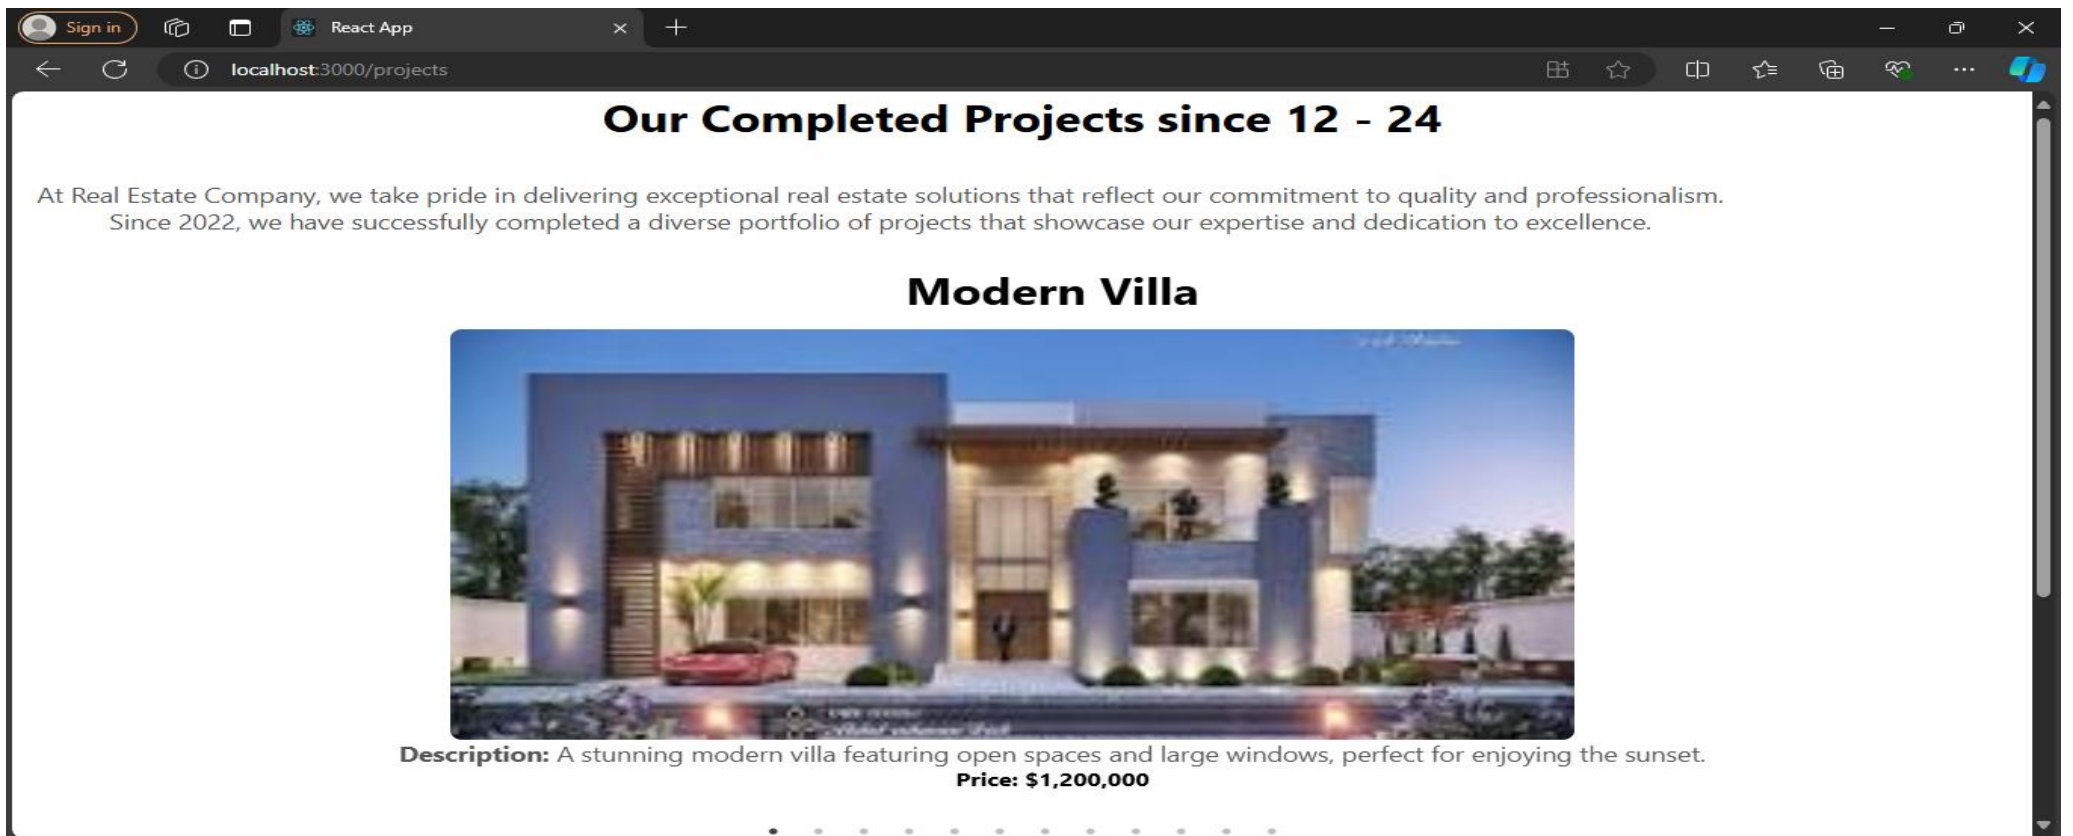 Sign in
React App
localhost:3000/projects
Our Completed Projects since 12 - 24
At Real Estate Company, we take pride in delivering exceptional real estate solutions that reflect our commitment to quality and professionalism.
Since 2022, we have successfully completed a diverse portfolio of projects that showcase our expertise and dedication to excellence.
Modern Villa
Description: A stunning modern villa featuring open spaces and large windows, perfect for enjoying the sunset.
Price: $1,200,000